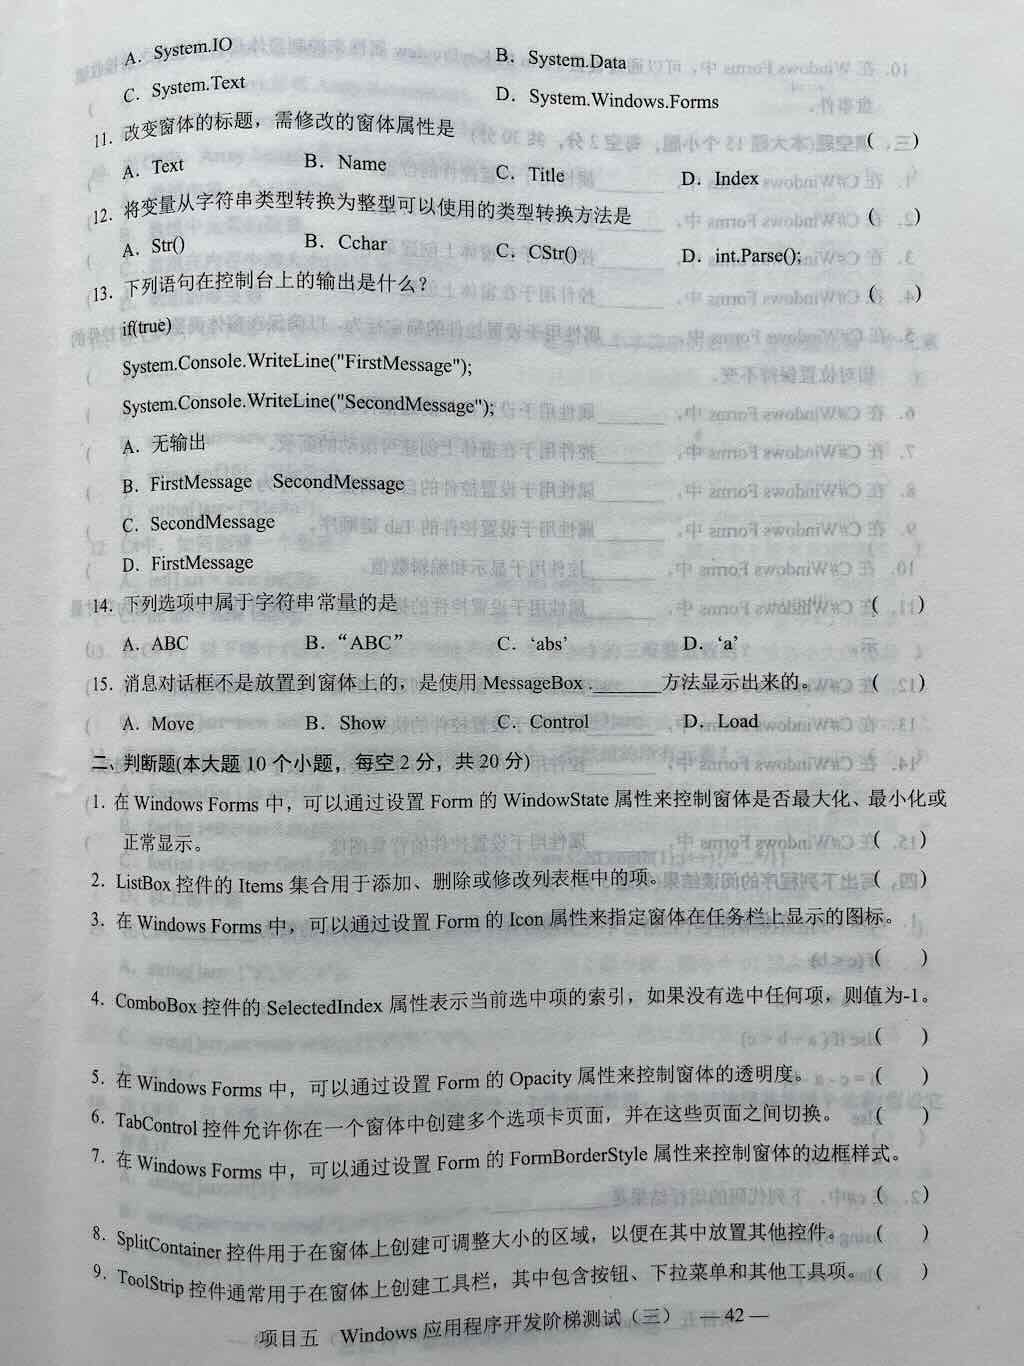 A．System.IO B．System.Data
C．System.Text D．System.Windows.Forms
11．改变窗体的标题，需修改的窗体属性是 ( )
A．Text B．Name C．Title D．Index
12．将变量从字符串类型转换为整型可以使用的类型转换方法是 ( )
A．Str() B．Cchar C．CStr() D．int.Parse();
13．下列语句在控制台上的输出是什么？ ( )
if(true)
System.Console.WriteLine("FirstMessage");
System.Console.WriteLine("SecondMessage");
A．无输出
B．FirstMessage SecondMessage
C．SecondMessage
D．FirstMessage
14．下列选项中属于字符串常量的是 ( )
A．ABC B．“ABC” C．‘abs’ D．‘a’
15．消息对话框不是放置到窗体上的，是使用 MessageBox .______方法显示出来的。 ( )
A．Move B．Show C．Control D．Load
二、判断题(本大题 10 个小题，每空 2 分，共 20 分)
1．在 Windows Forms 中，可以通过设置 Form 的 WindowState 属性来控制窗体是否最大化、最小化或
正常显示。 ( )
2．ListBox 控件的 Items 集合用于添加、删除或修改列表框中的项。 ( )
3．在 Windows Forms 中，可以通过设置 Form 的 Icon 属性来指定窗体在任务栏上显示的图标。
( )
4．ComboBox 控件的 SelectedIndex 属性表示当前选中项的索引，如果没有选中任何项，则值为-1。
( )
5．在 Windows Forms 中，可以通过设置 Form 的 Opacity 属性来控制窗体的透明度。 ( )
6．TabControl 控件允许你在一个窗体中创建多个选项卡页面，并在这些页面之间切换。 ( )
7．在 Windows Forms 中，可以通过设置 Form 的 FormBorderStyle 属性来控制窗体的边框样式。
( )
8．SplitContainer 控件用于在窗体上创建可调整大小的区域，以便在其中放置其他控件。 ( )
9．ToolStrip 控件通常用于在窗体上创建工具栏，其中包含按钮、下拉菜单和其他工具项。 ( )
项目五 Windows 应用程序开发阶梯测试（三） — 42 —